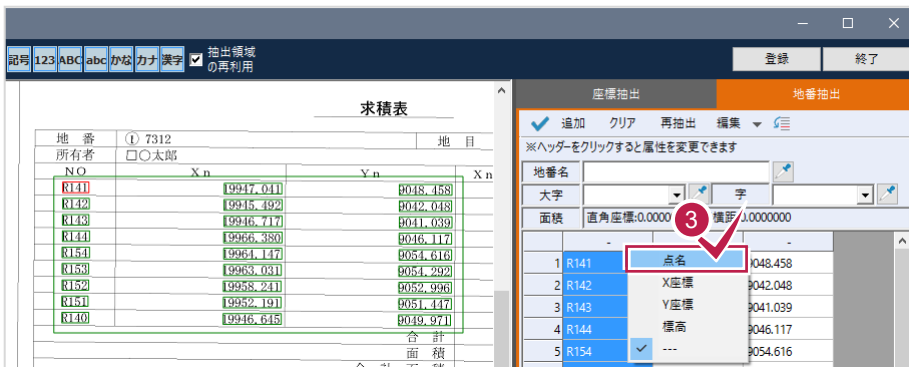 記号 123 ABC abc かな カナ 漢字 抽出領域
の再利用
登録 終了
求積表
地 番 ① 7312 地 目
所有者 口○太郎
NO Xn Yn Xn
R141 19947.041 9048.458
R142 19945.492 9042.048
R143 19946.717 9041.039
R144 19966.380 9046.117
R154 19964.147 9054.616
R153 19963.031 9054.292
R152 19958.241 9052.996
R151 19952.191 9051.447
R140 19946.645 9049.971
合 計
面 積
座標抽出 地番抽出
追加 クリア 再抽出 編集
※ヘッダーをクリックすると属性を変更できます
地番名
大字 字
面積 直角座標:0.0000 横距:0.0000000
3
- -
1 R141 9048.458
2 R142 9042.048
3 R143 9041.039
4 R144 9046.117
5 R154 9054.616
点名
X座標
Y座標
標高
---